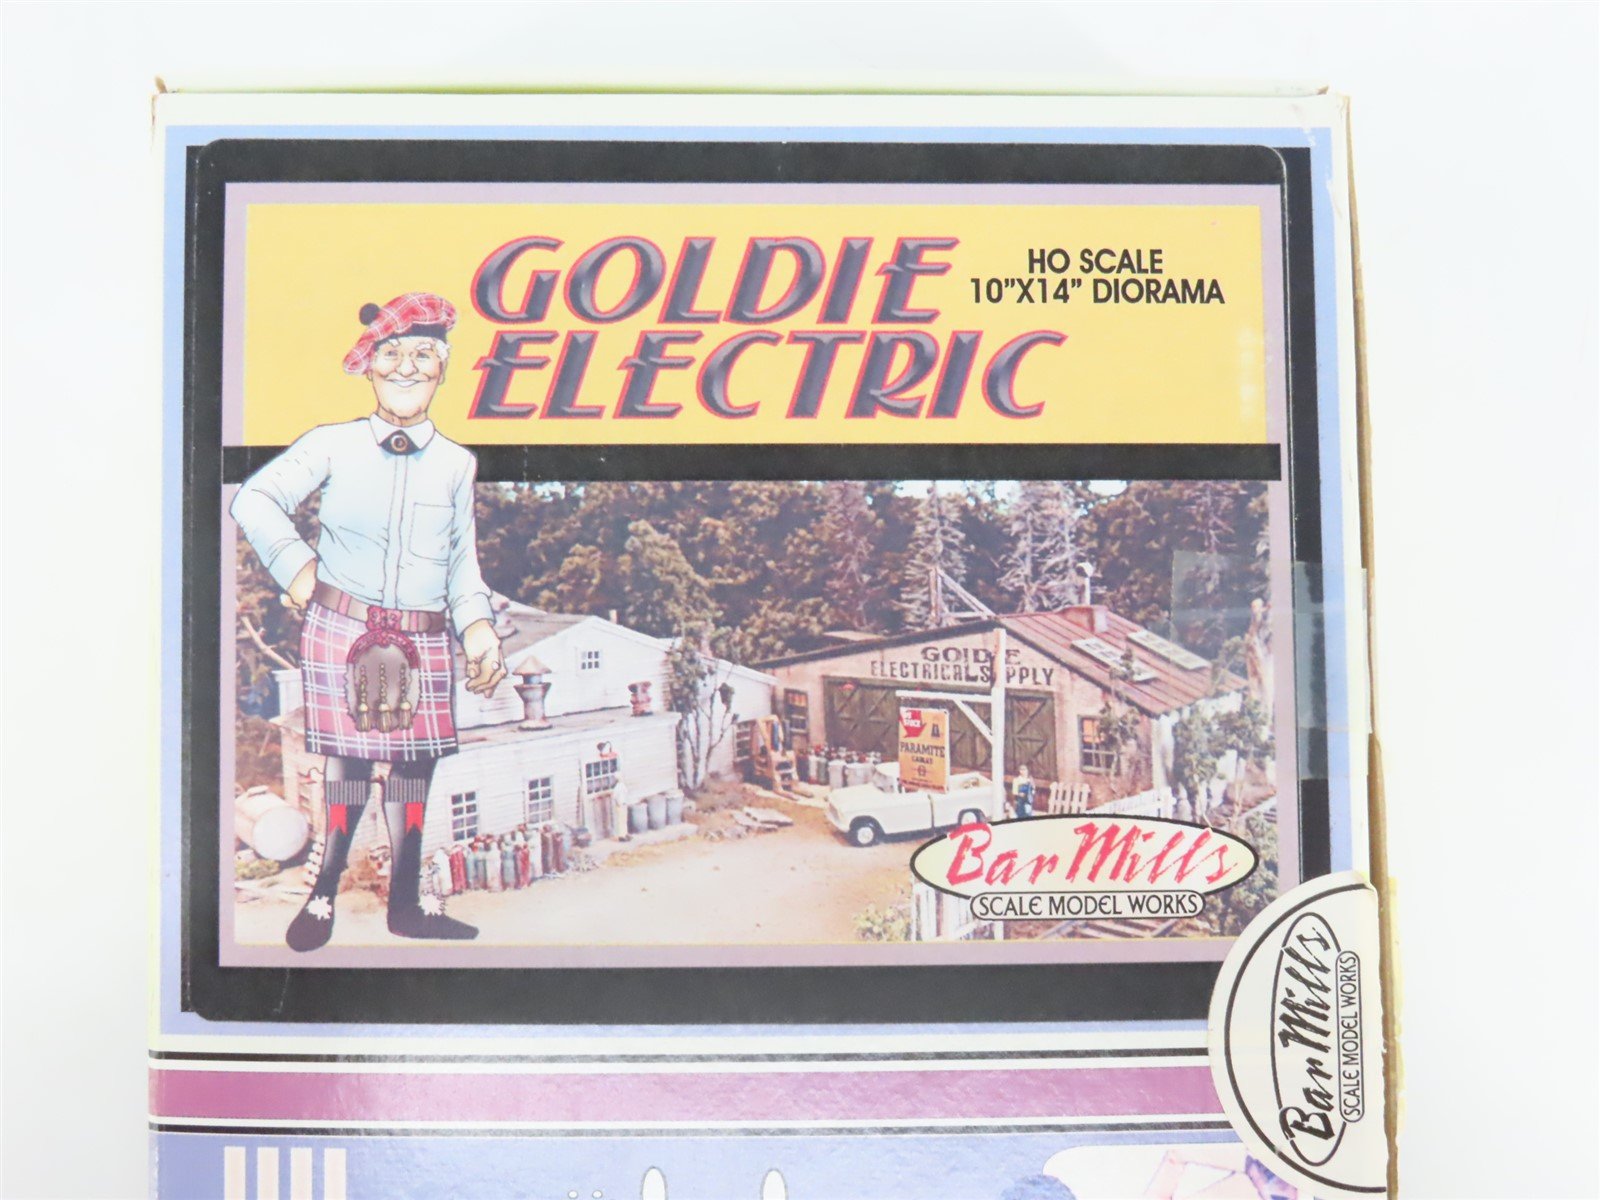 GOLDIE
ELECTRIC
HO SCALE
10"X14" DIORAMA
GOLDIE
ELECTRICAL SUPPLY
PARAMITE
Bar Mills
SCALE MODEL WORKS
Bar Mills
SCALE MODEL WORKS